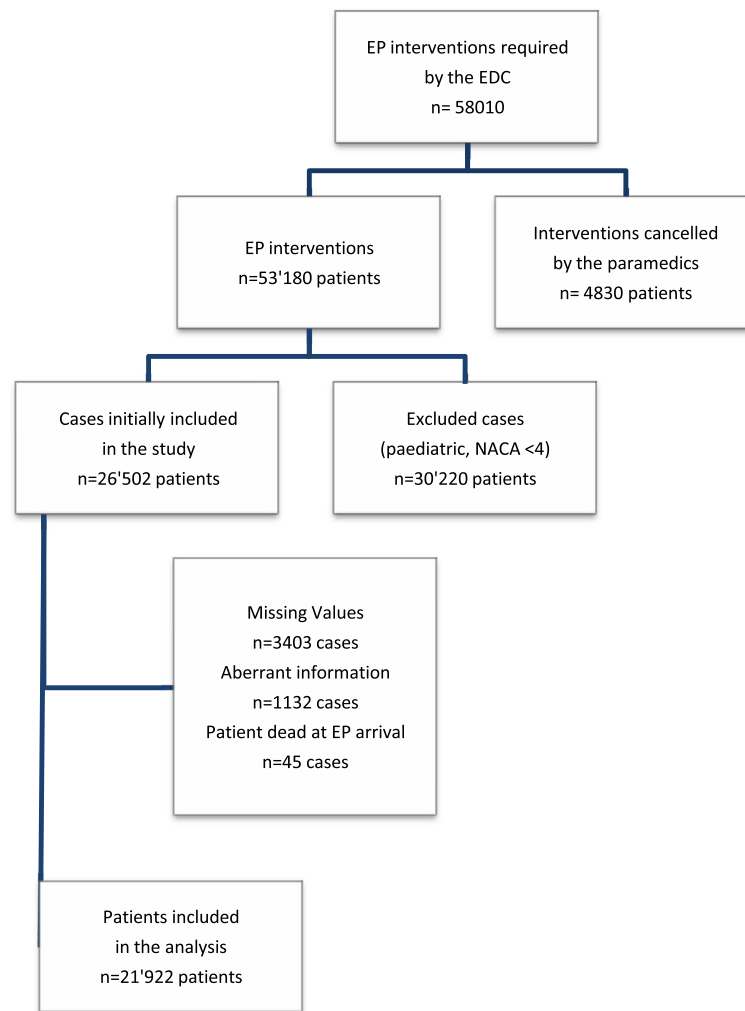 EP interventions required
by the EDC
n= 58010
EP interventions
n=53'180 patients
Interventions cancelled
by the paramedics
n= 4830 patients
Cases initially included
in the study
n=26'502 patients
Excluded cases
(paediatric, NACA <4)
n=30'220 patients
Missing Values
n=3403 cases
Aberrant information
n=1132 cases
Patient dead at EP arrival
n=45 cases
Patients included
in the analysis
n=21'922 patients